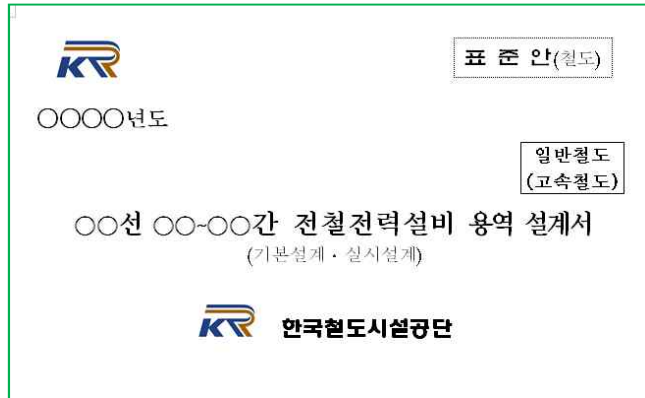 KR
표 준 안(철도)
○○○○년도
일반철도
(고속철도)
○○선 ○○~○○간 전철전력설비 용역 설계서
(기본설계 · 실시설계)
KR 한국철도시설공단